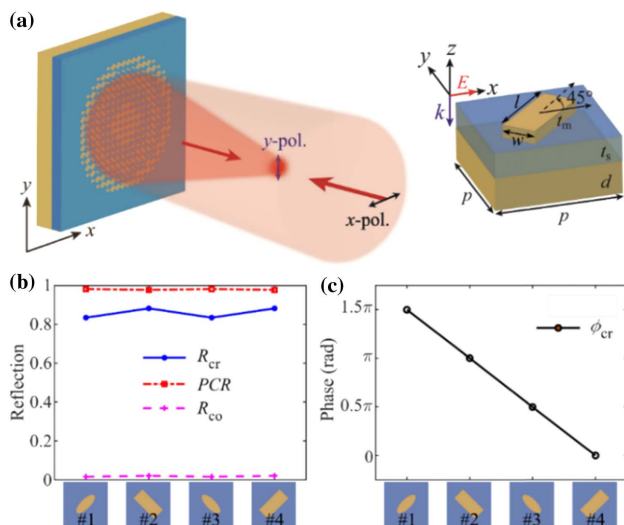 (a)
y
x
y-pol.
x-pol.
z
y
E
x
k
l
45°
w
t_m
t_s
d
p
p
(b)
Reflection
1
0.8
0.6
0.4
0.2
0
R_cr
PCR
R_co
#1 #2 #3 #4
(c)
Phase (rad)
1.5π
π
0.5π
0
ϕ_cr
#1 #2 #3 #4